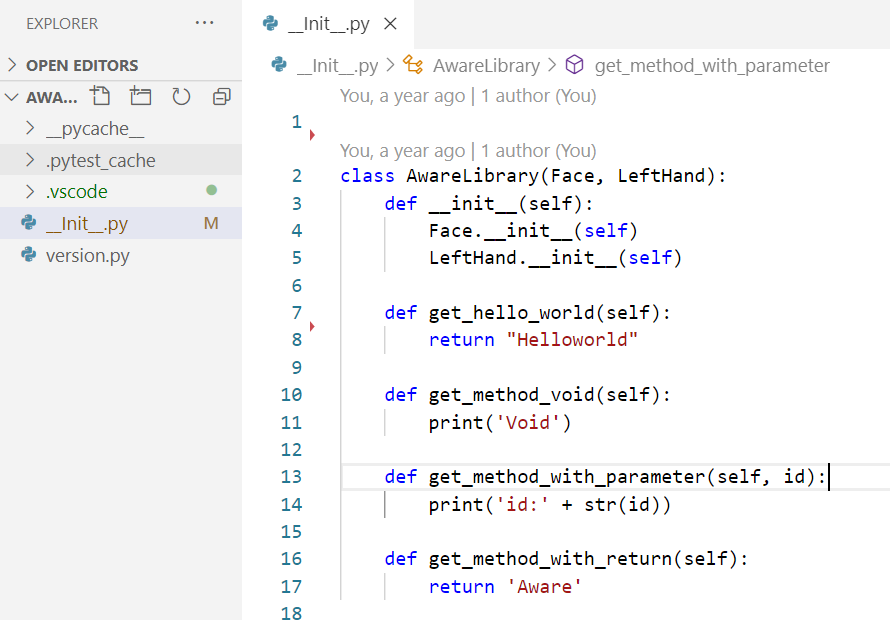 EXPLORER ...
OPEN EDITORS
AWA...
__pycache__
.pytest_cache
.vscode
__Init__.py M
version.py
__Init__.py
__Init__.py > AwareLibrary > get_method_with_parameter
You, a year ago | 1 author (You)
1
You, a year ago | 1 author (You)
2 class AwareLibrary(Face, LeftHand):
3 def __init__(self):
4 Face.__init__(self)
5 LeftHand.__init__(self)
6
7 def get_hello_world(self):
8 return "Helloworld"
9
10 def get_method_void(self):
11 print('Void')
12
13 def get_method_with_parameter(self, id):
14 print('id:' + str(id))
15
16 def get_method_with_return(self):
17 return 'Aware'
18